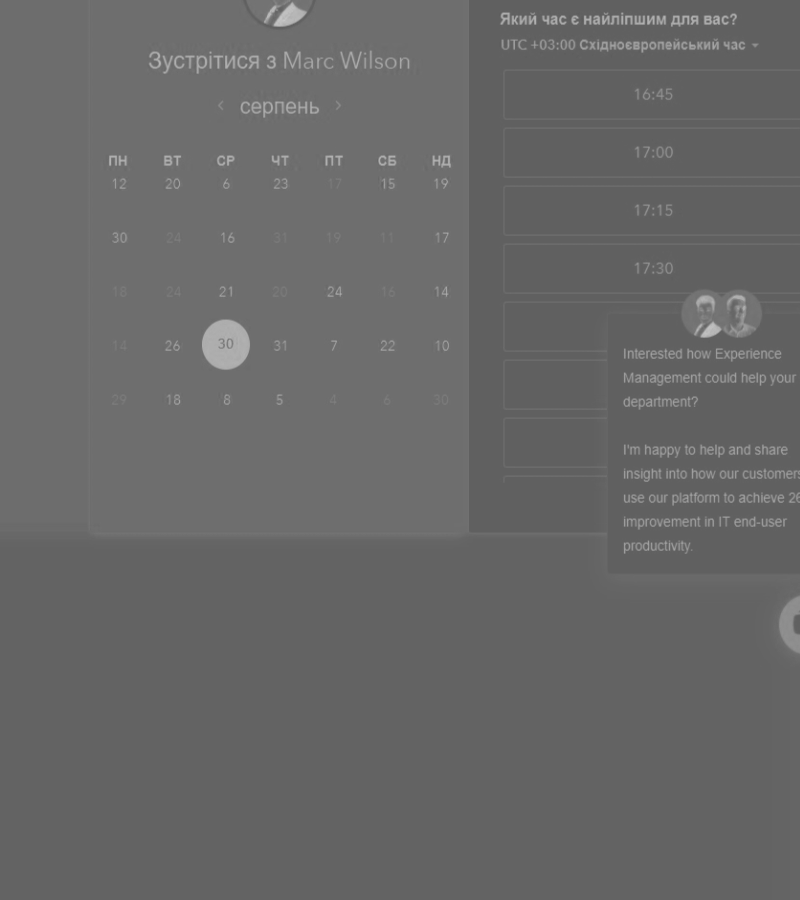 Зустрітися з Marc Wilson
‹ серпень ›
ПН ВТ СР ЧТ ПТ СБ НД
12 20 6 23 17 15 19
30 24 16 31 19 11 17
18 24 21 20 24 16 14
14 26 30 31 7 22 10
29 18 8 5 4 6 30
Який час є найліпшим для вас?
UTC +03:00 Східноєвропейський час
16:45
17:00
17:15
17:30
Interested how Experience
Management could help your
department?
I'm happy to help and share
insight into how our customers
use our platform to achieve 26
improvement in IT end-user
productivity.